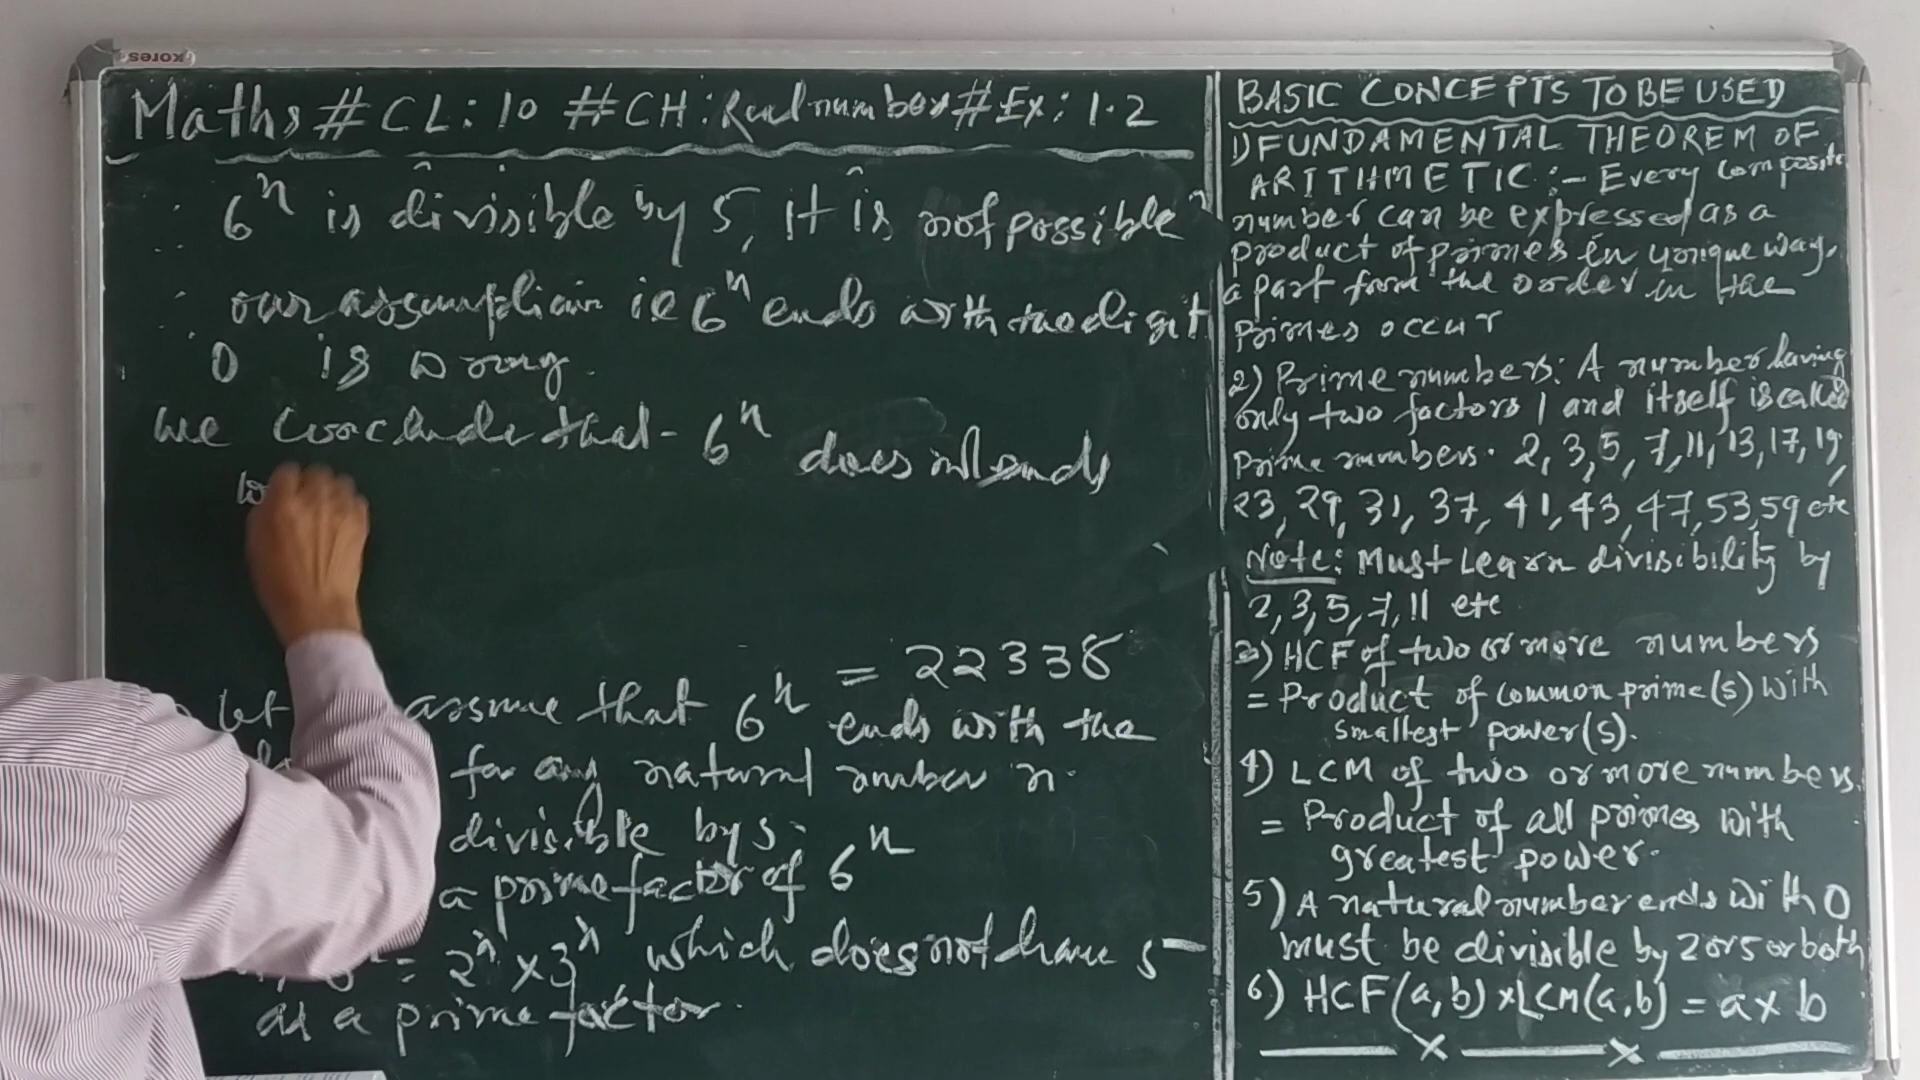 kores
Maths # CL: 10 # CH: Real number # Ex: 1.2
∴ 6ⁿ is divisible by 5, it is not possible
∴ our assumption ie 6ⁿ ends with the digit
0 is wrong.
We conclude that 6ⁿ does not ends
w
= 22338
let assume that 6ⁿ ends with the
for any natural number n.
divisible by 5.
a prime factor of 6ⁿ
= 2ⁿ × 3ⁿ which does not have 5
as a prime factor.
BASIC CONCEPTS TO BE USED
1) FUNDAMENTAL THEOREM OF
ARITHMETIC :- Every composite
number can be expressed as a
product of primes in unique way,
a part from the order in the
primes occur
2) Prime numbers: A number having
only two factors 1 and itself is called
prime numbers. 2, 3, 5, 7, 11, 13, 17, 19,
23, 29, 31, 37, 41, 43, 47, 53, 59 etc
Note: Must Learn divisibility by
2, 3, 5, 7, 11 etc
3) HCF of two or more numbers
= Product of common prime(s) with
smallest power(s).
4) LCM of two or more numbers.
= Product of all primes with
greatest power.
5) A natural number ends with 0
must be divisible by 2 or 5 or both
6) HCF(a,b) × LCM(a,b) = a × b